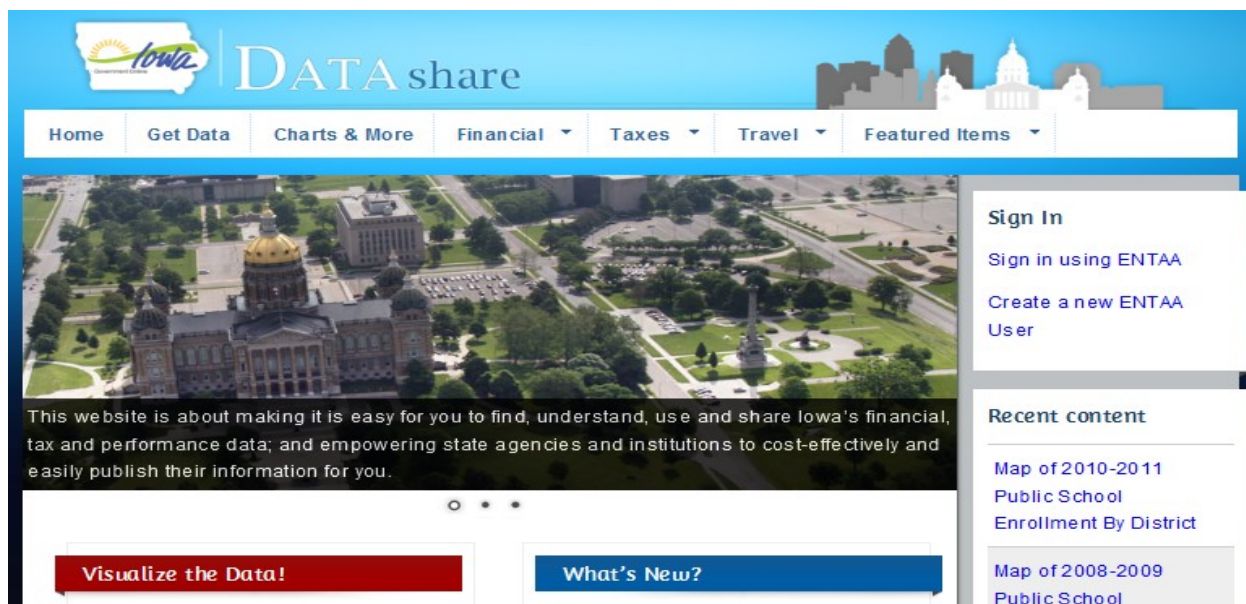 Iowa
Government Online
DATA share
Home Get Data Charts & More Financial Taxes Travel Featured Items
This website is about making it is easy for you to find, understand, use and share Iowa's financial,
tax and performance data; and empowering state agencies and institutions to cost-effectively and
easily publish their information for you.
Visualize the Data!
What's New?
Sign In
Sign in using ENTAA
Create a new ENTAA
User
Recent content
Map of 2010-2011
Public School
Enrollment By District
Map of 2008-2009
Public School